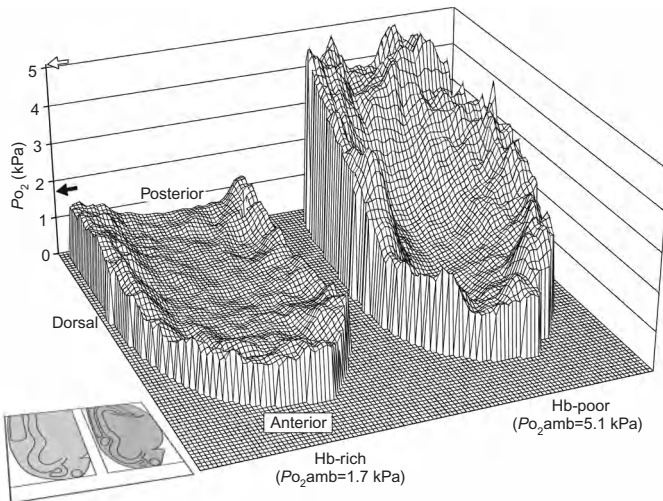 5
4
3
2
1
0
Po₂ (kPa)
Posterior
Dorsal
Anterior
Hb-poor
(Po₂amb=5.1 kPa)
Hb-rich
(Po₂amb=1.7 kPa)